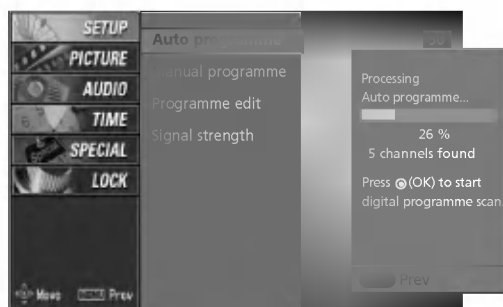 SETUP
PICTURE
AUDIO
TIME
SPECIAL
LOCK
Move MENU Prev
Auto programme
Manual programme
Programme edit
Signal strength
Processing
Auto programme...
26 %
5 channels found
Press (OK) to start
digital programme scan
Prev